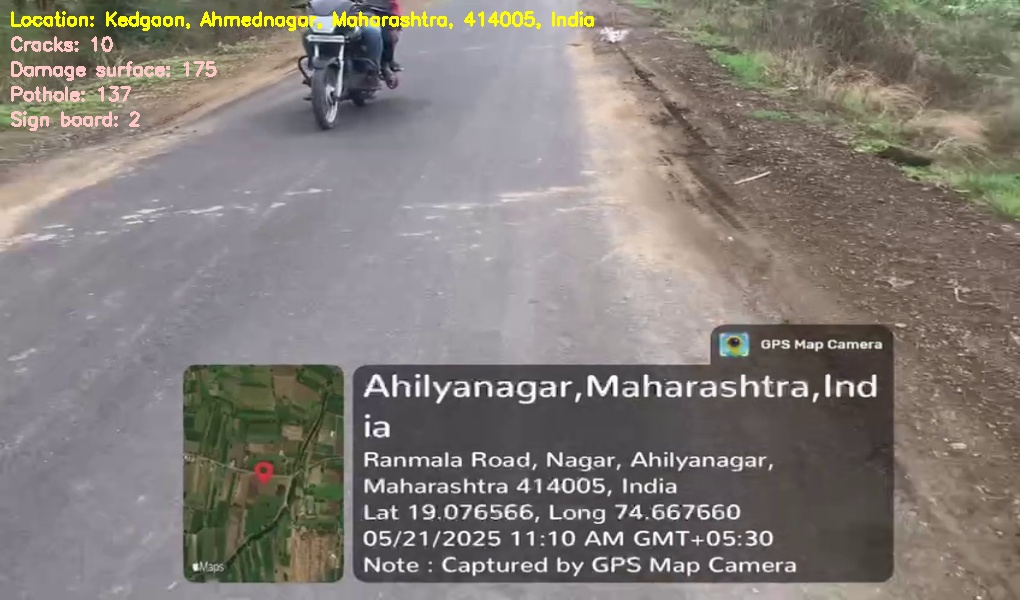 Location: Kedgaon, Ahmednagar, Maharashtra, 414005, India
Cracks: 10
Damage surface: 175
Pothole: 137
Sign board: 2
GPS Map Camera
Ahilyanagar,Maharashtra,Ind
ia
Ranmala Road, Nagar, Ahilyanagar,
Maharashtra 414005, India
Lat 19.076566, Long 74.667660
05/21/2025 11:10 AM GMT+05:30
Note : Captured by GPS Map Camera
Maps